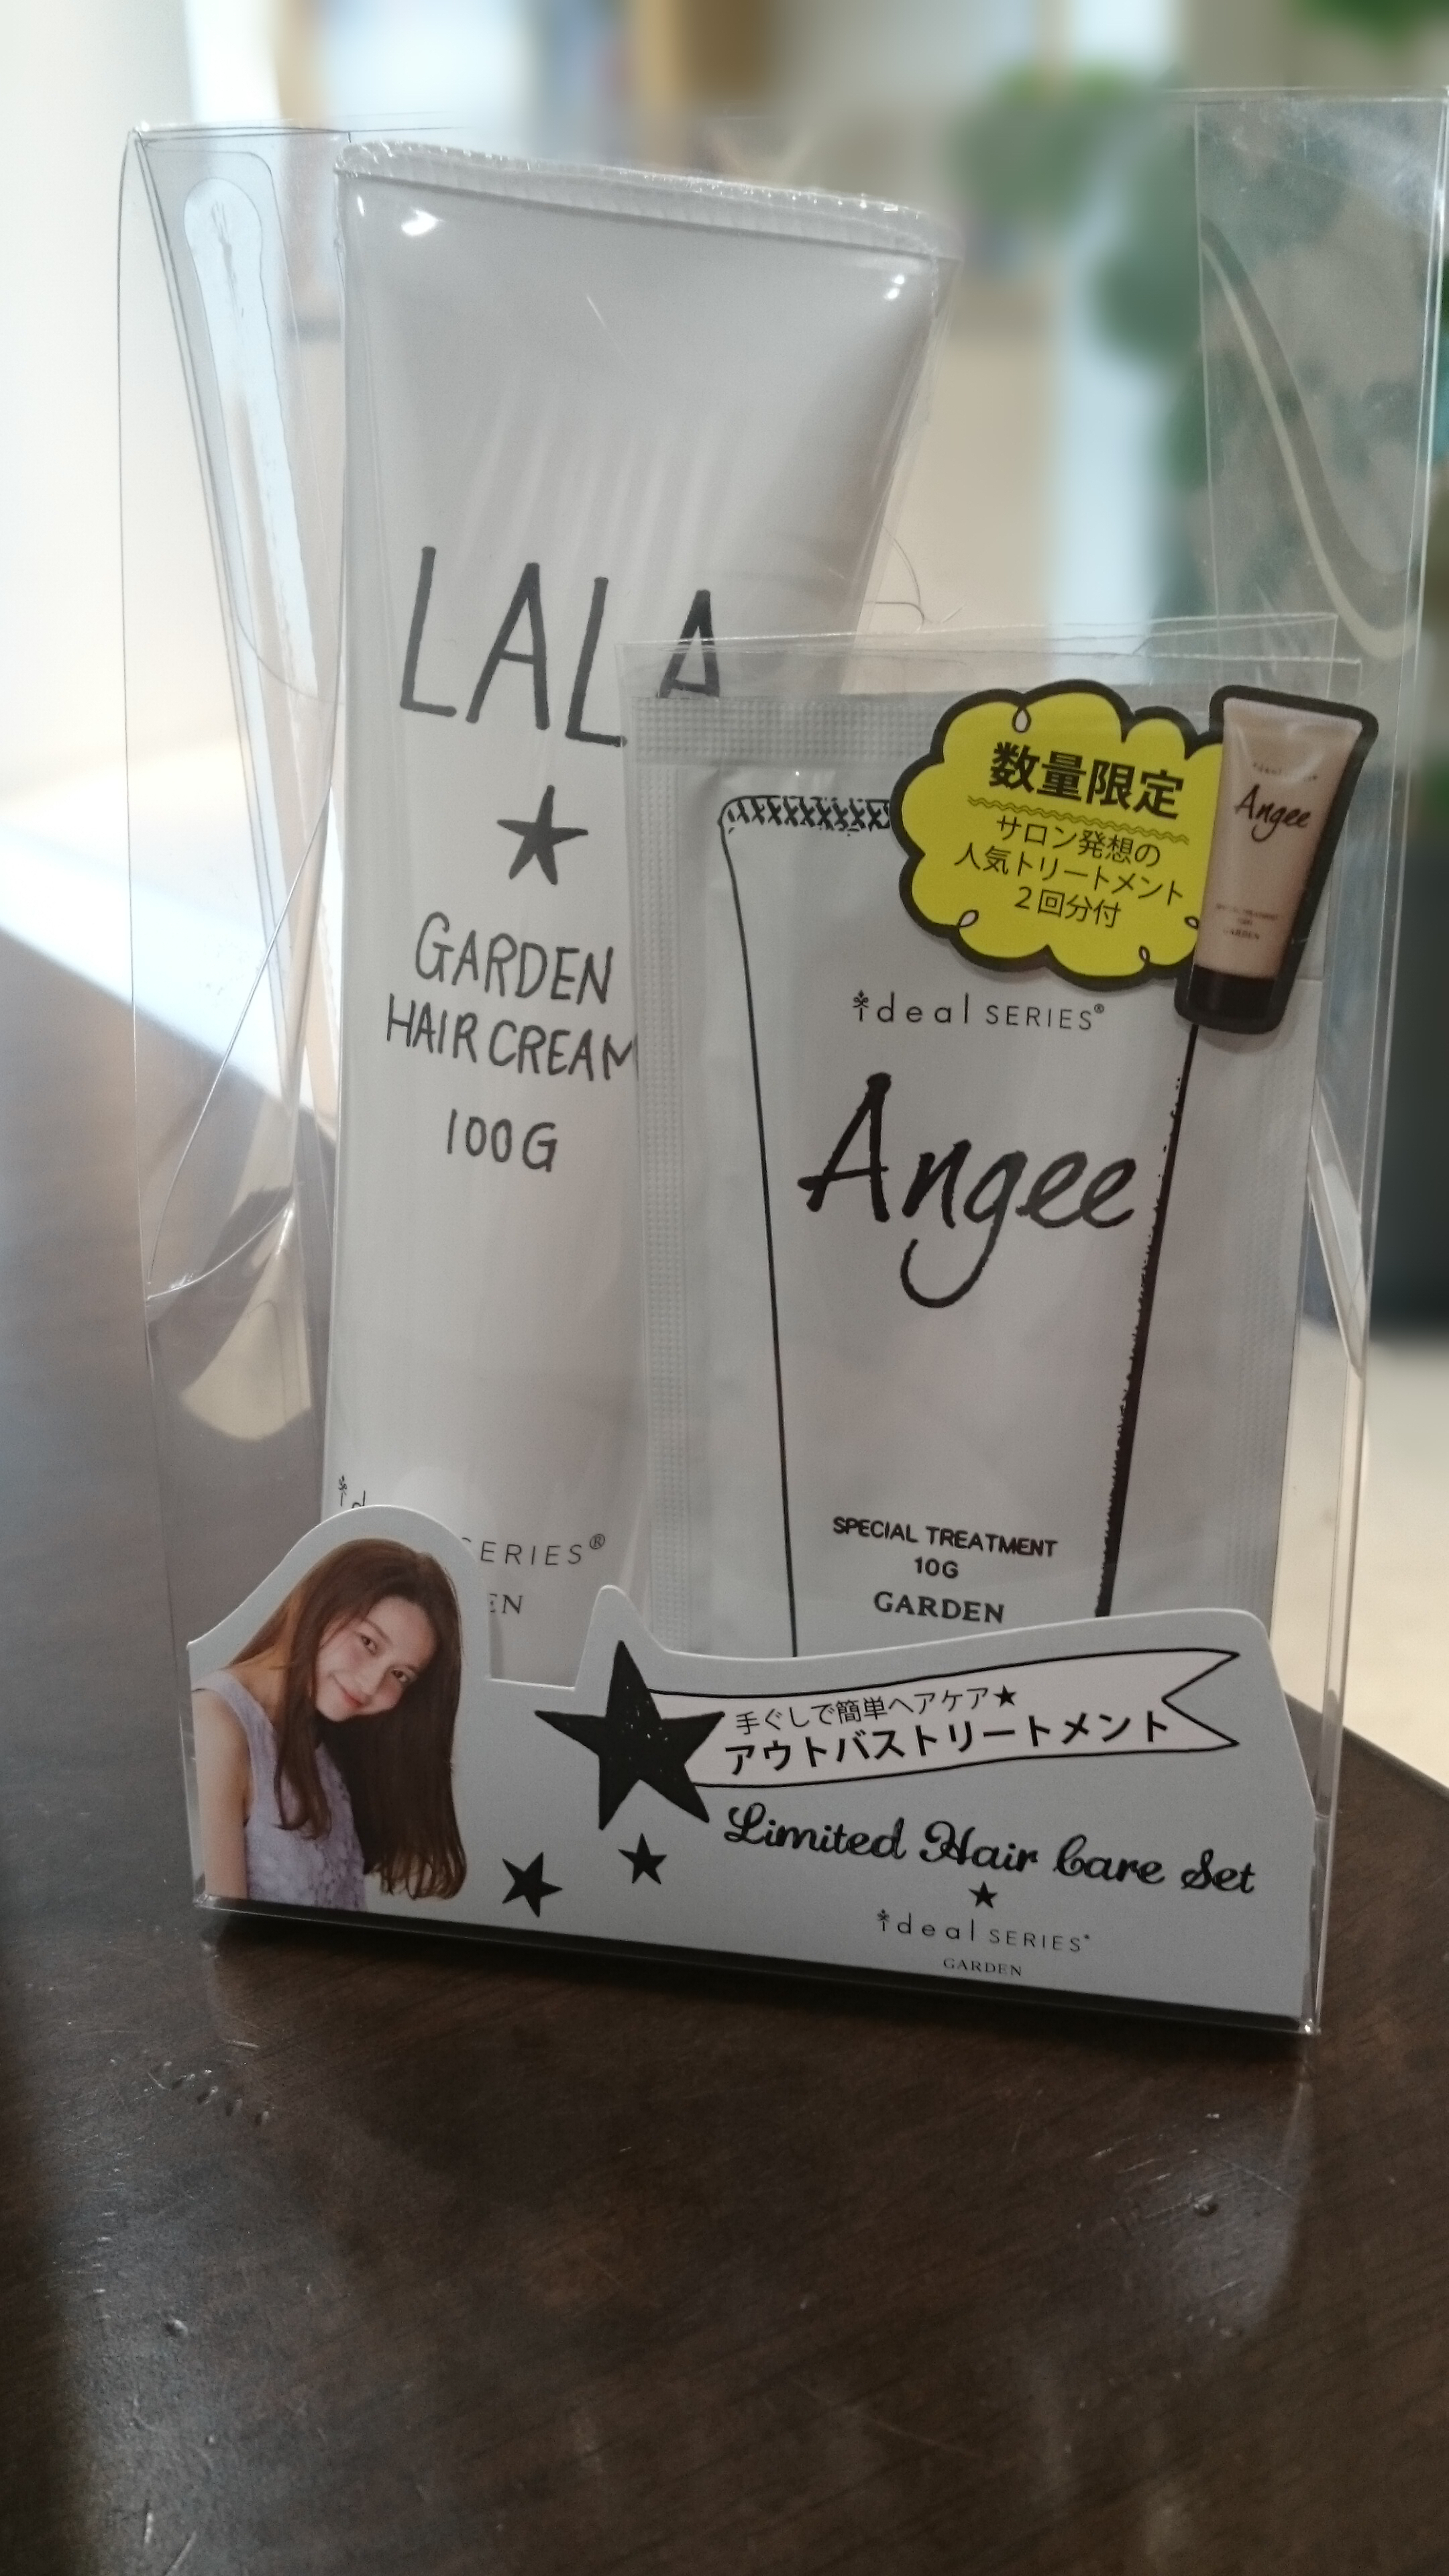 LALA
★
GARDEN
HAIR CREAM
100G
SERIES®
数量限定
サロン発想の
人気トリートメント
2回分付
Angee
ideal SERIES®
Angee
SPECIAL TREATMENT
10G
GARDEN
手ぐしで簡単ヘアケア★
アウトバストリートメント
Limited Hair Care Set
★
ideal SERIES®
GARDEN